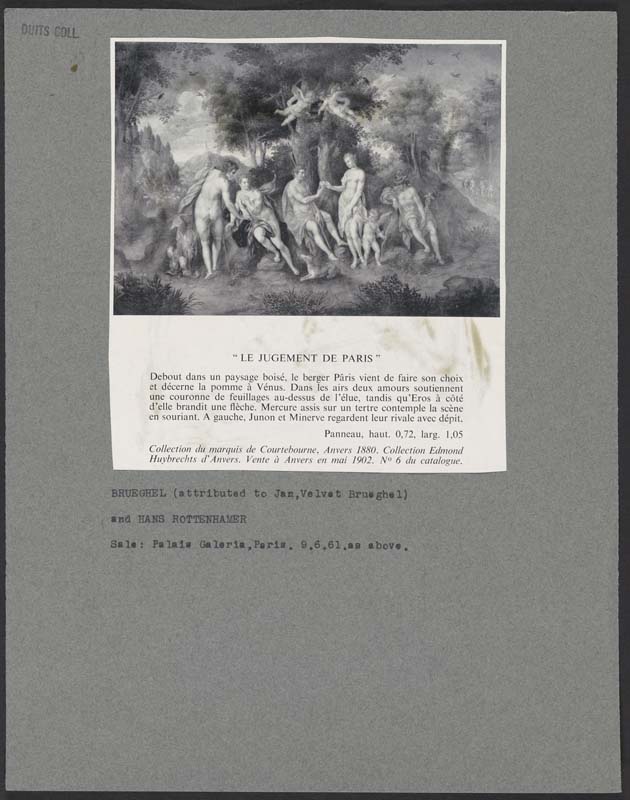 DUITS COLL.
"LE JUGEMENT DE PARIS"
Debout dans un paysage boisé, le berger Pâris vient de faire son choix
et décerne la pomme à Vénus. Dans les airs deux amours soutiennent
une couronne de feuillages au-dessus de l'élue, tandis qu'Eros à côté
d'elle brandit une flèche. Mercure assis sur un tertre contemple la scène
en souriant. A gauche, Junon et Minerve regardent leur rivale avec dépit.
Panneau, haut. 0,72, larg. 1,05
Collection du marquis de Courtebourne, Anvers 1880. Collection Edmond
Huybrechts d'Anvers. Vente à Anvers en mai 1902. Nº 6 du catalogue.
BRUEGHEL (attributed to Jan,Velvet Brueghel)
and HANS ROTTENHAMER
Sale: Palais Galeria,Paris. 9.6.61.as above.